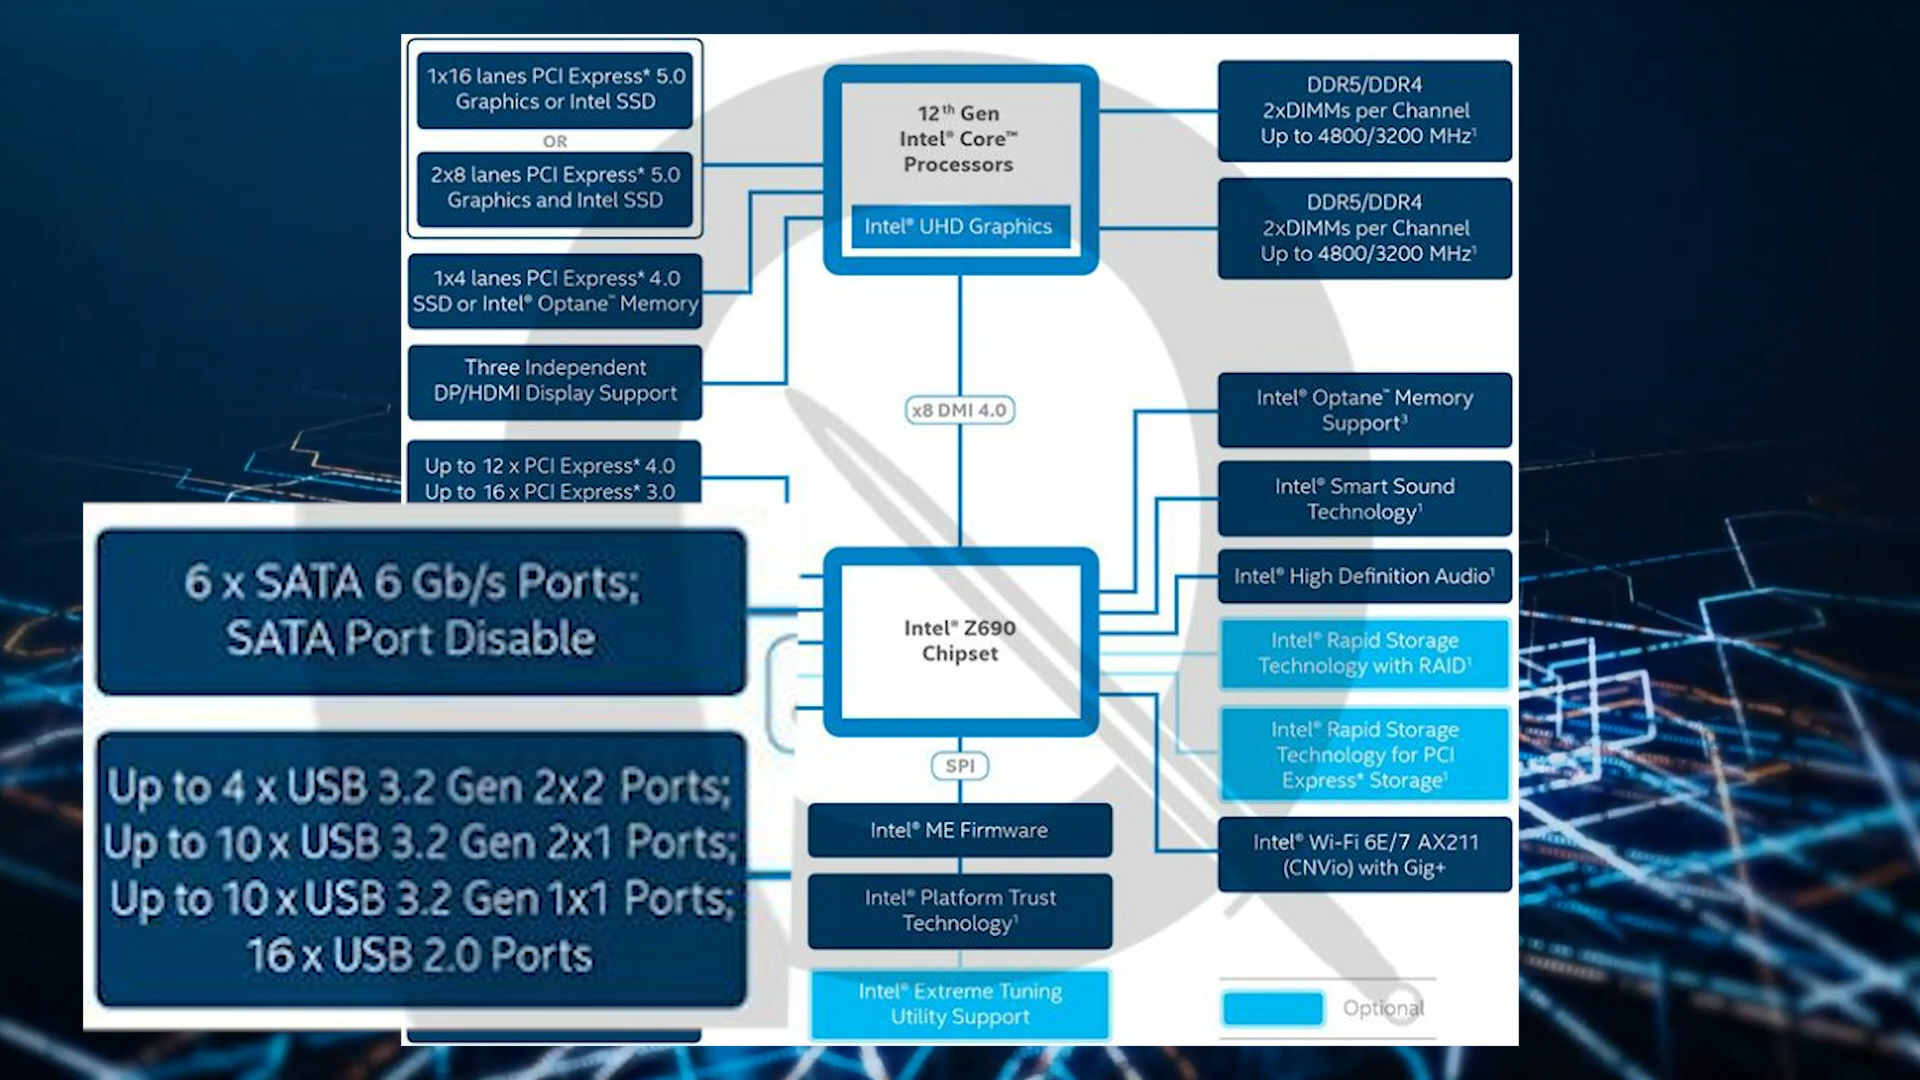 1x16 lanes PCI Express* 5.0
Graphics or Intel SSD
OR
2x8 lanes PCI Express* 5.0
Graphics and Intel SSD
1x4 lanes PCI Express* 4.0
SSD or Intel® Optane™ Memory
Three Independent
DP/HDMI Display Support
Up to 12 x PCI Express* 4.0
Up to 16 x PCI Express* 3.0
6 x SATA 6 Gb/s Ports;
SATA Port Disable
Up to 4 x USB 3.2 Gen 2x2 Ports;
Up to 10 x USB 3.2 Gen 2x1 Ports;
Up to 10 x USB 3.2 Gen 1x1 Ports;
16 x USB 2.0 Ports
12th Gen
Intel® Core™
Processors
Intel® UHD Graphics
x8 DMI 4.0
Intel® Z690
Chipset
SPI
Intel® ME Firmware
Intel® Platform Trust
Technology¹
Intel® Extreme Tuning
Utility Support
DDR5/DDR4
2xDIMMs per Channel
Up to 4800/3200 MHz¹
DDR5/DDR4
2xDIMMs per Channel
Up to 4800/3200 MHz¹
Intel® Optane™ Memory
Support³
Intel® Smart Sound
Technology¹
Intel® High Definition Audio¹
Intel® Rapid Storage
Technology with RAID¹
Intel® Rapid Storage
Technology for PCI
Express* Storage¹
Intel® Wi-Fi 6E/7 AX211
(CNVio) with Gig+
Optional